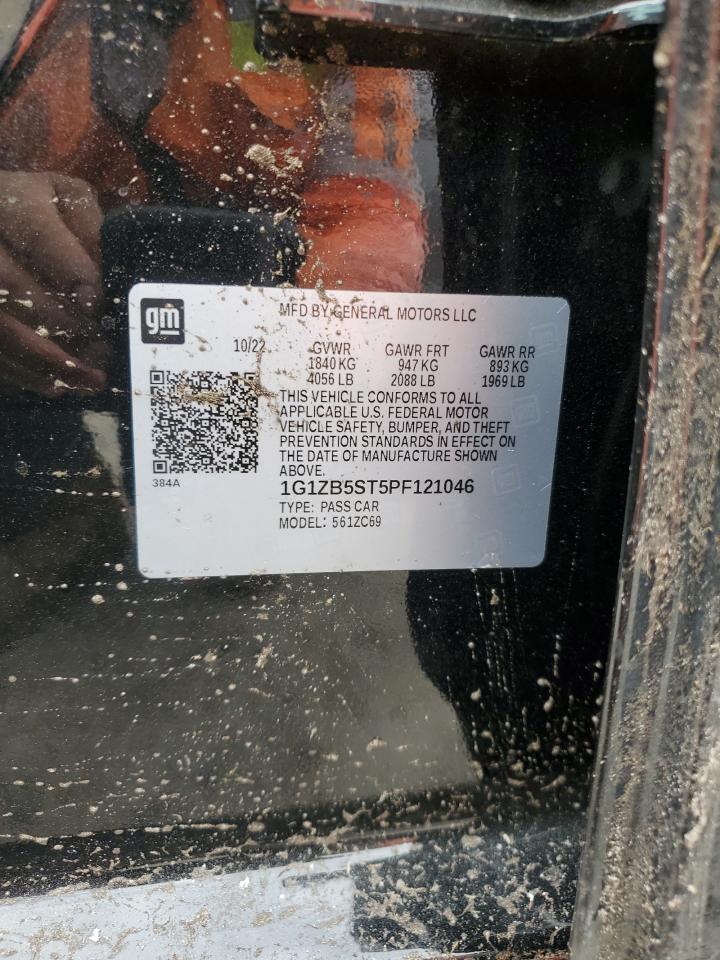 gm
MFD BY GENERAL MOTORS LLC
10/22 GVWR GAWR FRT GAWR RR
1840 KG 947 KG 893 KG
4056 LB 2088 LB 1969 LB
THIS VEHICLE CONFORMS TO ALL
APPLICABLE U.S. FEDERAL MOTOR
VEHICLE SAFETY, BUMPER, AND THEFT
PREVENTION STANDARDS IN EFFECT ON
THE DATE OF MANUFACTURE SHOWN
ABOVE.
384A
1G1ZB5ST5PF121046
TYPE: PASS CAR
MODEL: 561ZC69